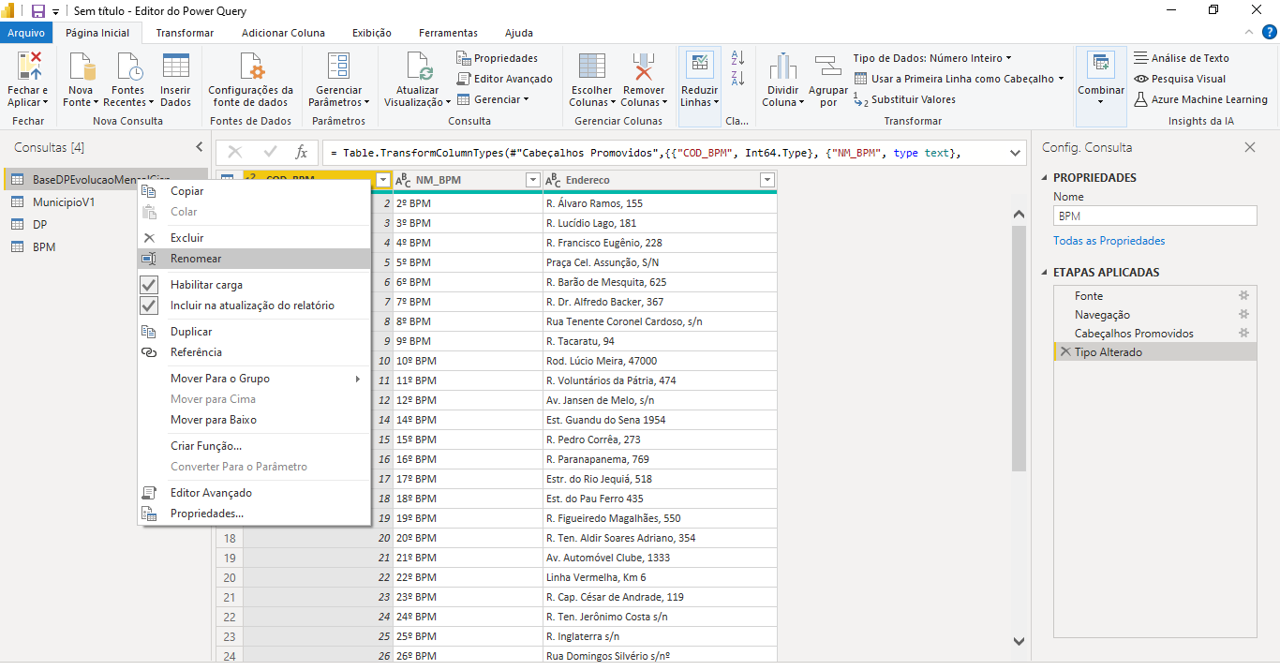 Sem título - Editor do Power Query
Arquivo Página Inicial Transformar Adicionar Coluna Exibição Ferramentas Ajuda
Fechar e Aplicar
Fechar
Nova Fonte
Fontes Recentes
Inserir Dados
Nova Consulta
Configurações da fonte de dados
Fontes de Dados
Gerenciar Parâmetros
Parâmetros
Atualizar Visualização
Propriedades
Editor Avançado
Gerenciar
Consulta
Escolher Colunas
Remover Colunas
Gerenciar Colunas
Reduzir Linhas
Cla...
Dividir Coluna
Agrupar por
Tipo de Dados: Número Inteiro
Usar a Primeira Linha como Cabeçalho
Substituir Valores
Transformar
Combinar
Análise de Texto
Pesquisa Visual
Azure Machine Learning
Insights da IA
Consultas [4]
MunicipioV1
DP
BPM
Copiar
Colar
Excluir
Renomear
Habilitar carga
Incluir na atualização do relatório
Duplicar
Referência
Mover Para o Grupo
Mover para Cima
Mover para Baixo
Criar Função...
Converter Para o Parâmetro
Editor Avançado
Propriedades...
= Table.TransformColumnTypes(#"Cabeçalhos Promovidos",{{"COD_BPM", Int64.Type}, {"NM_BPM", type text},
COD_BPM NM_BPM Endereco
2 2º BPM R. Álvaro Ramos, 155
3 3º BPM R. Lucídio Lago, 181
4 4º BPM R. Francisco Eugênio, 228
5 5º BPM Praça Cel. Assunção, S/N
6 6º BPM R. Barão de Mesquita, 625
7 7º BPM R. Dr. Alfredo Backer, 367
8 8º BPM Rua Tenente Coronel Cardoso, s/n
9 9º BPM R. Tacaratu, 94
10 10º BPM Rod. Lúcio Meira, 47000
11 11º BPM R. Voluntários da Pátria, 474
12 12º BPM Av. Jansen de Melo, s/n
14 14º BPM Est. Guandu do Sena 1954
15 15º BPM R. Pedro Corrêa, 273
16 16º BPM R. Paranapanema, 769
17 17º BPM Estr. do Rio Jequiá, 518
18 18º BPM Est. do Pau Ferro 435
19 19º BPM R. Figueiredo Magalhães, 550
18 20 20º BPM R. Ten. Aldir Soares Adriano, 354
19 21 21º BPM Av. Automóvel Clube, 1333
20 22 22º BPM Linha Vermelha, Km 6
21 23 23º BPM R. Cap. César de Andrade, 119
22 24 24º BPM R. Ten. Jerônimo Costa s/n
23 25 25º BPM R. Inglaterra s/n
24 26 26º BPM Rua Domingos Silvério s/nº
Config. Consulta
PROPRIEDADES
Nome
BPM
Todas as Propriedades
ETAPAS APLICADAS
Fonte
Navegação
Cabeçalhos Promovidos
Tipo Alterado